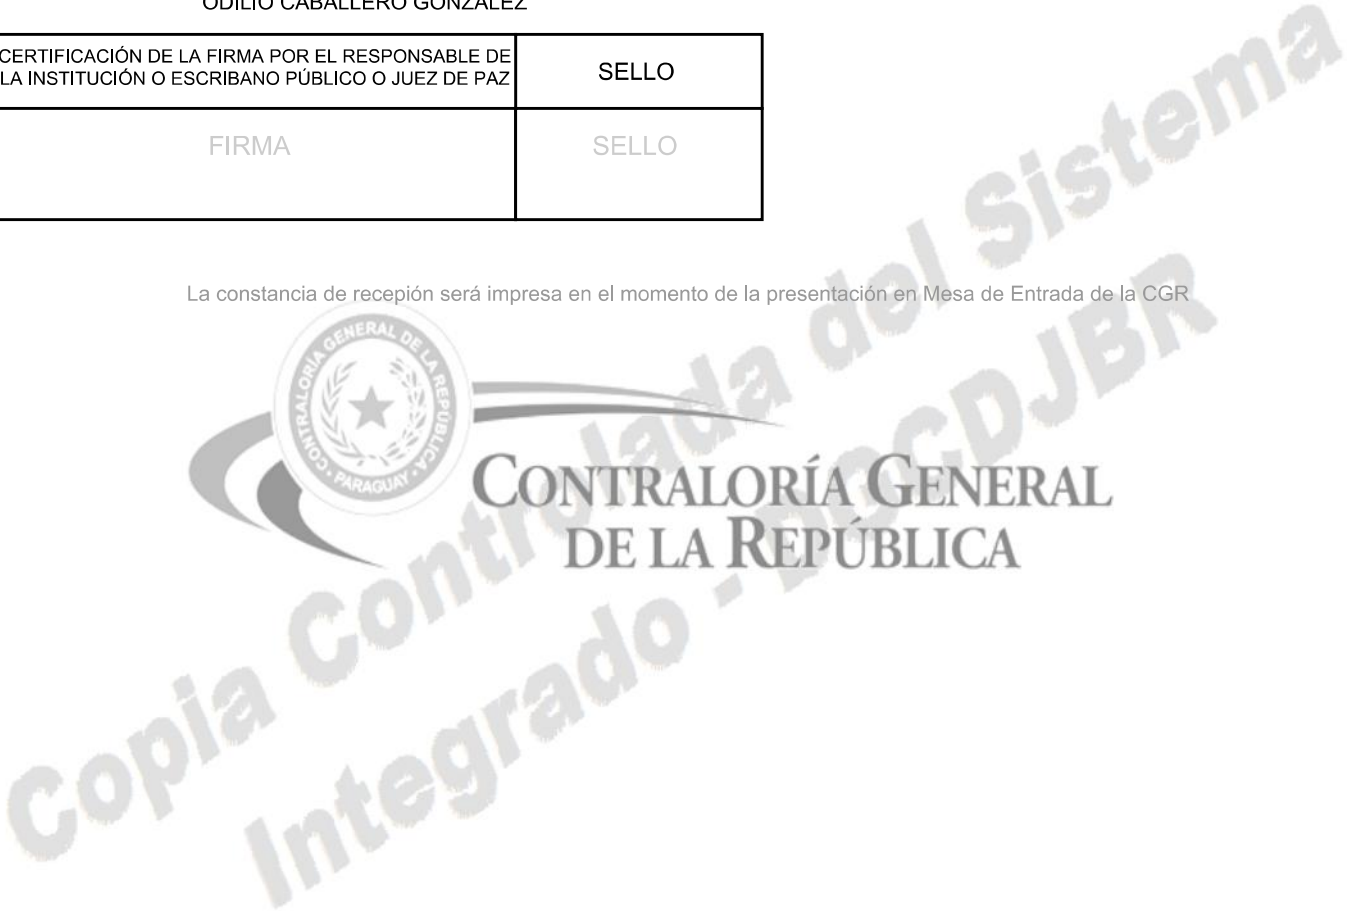 ODILIO CABALLERO GONZALEZ
CERTIFICACIÓN DE LA FIRMA POR EL RESPONSABLE DE
LA INSTITUCIÓN O ESCRIBANO PÚBLICO O JUEZ DE PAZ
SELLO
FIRMA
SELLO
La constancia de recepión será impresa en el momento de la presentación en Mesa de Entrada de la CGR
CONTRALORÍA GENERAL DE LA REPÚBLICA
PARAGUAY
CONTRALORÍA GENERAL
DE LA REPÚBLICA
Copia Controlada del Sistema
Integrado - DGCDJBR